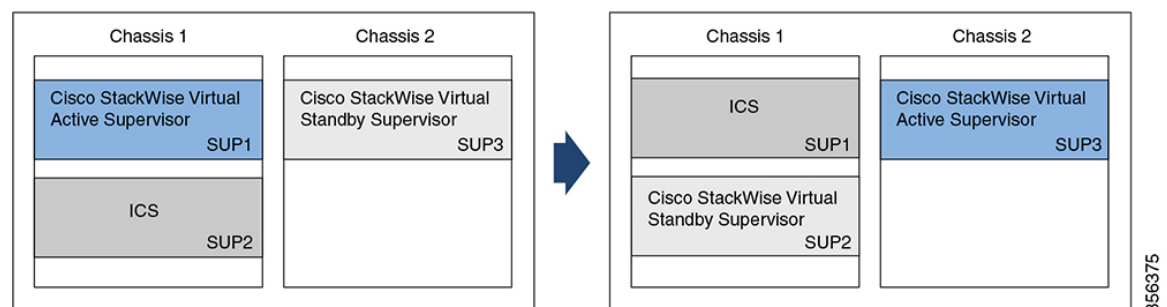 Chassis 1
Chassis 2
Cisco StackWise Virtual
Active Supervisor
SUP1
Cisco StackWise Virtual
Standby Supervisor
SUP3
ICS
SUP2
Chassis 1
Chassis 2
ICS
SUP1
Cisco StackWise Virtual
Active Supervisor
SUP3
Cisco StackWise Virtual
Standby Supervisor
SUP2
356375